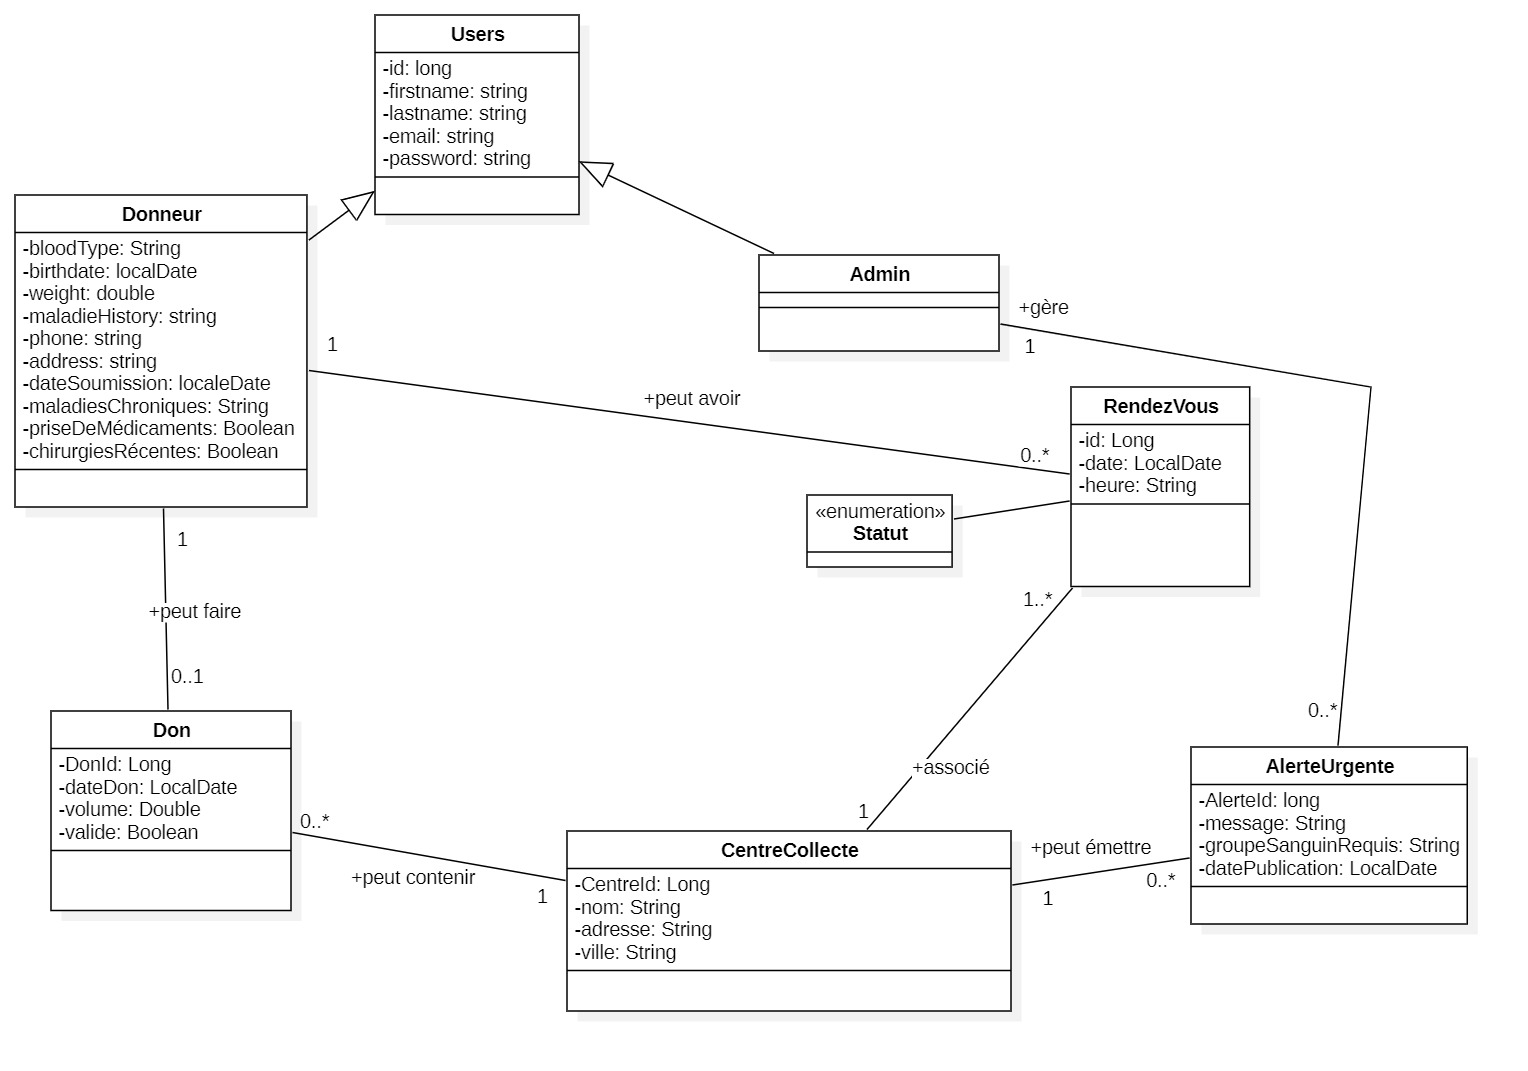 Users
-id: long
-firstname: string
-lastname: string
-email: string
-password: string
Donneur
-bloodType: String
-birthdate: localDate
-weight: double
-maladieHistory: string
-phone: string
-address: string
-dateSoumission: localeDate
-maladiesChroniques: String
-priseDeMédicaments: Boolean
-chirurgiesRécentes: Boolean
Admin
+gère
1
1
+peut avoir
0..*
RendezVous
-id: Long
-date: LocalDate
-heure: String
«enumeration»
Statut
1
+peut faire
0..1
1..*
+associé
1
0..*
Don
-DonId: Long
-dateDon: LocalDate
-volume: Double
-valide: Boolean
0..*
+peut contenir
1
CentreCollecte
-CentreId: Long
-nom: String
-adresse: String
-ville: String
+peut émettre
1
0..*
AlerteUrgente
-AlerteId: long
-message: String
-groupeSanguinRequis: String
-datePublication: LocalDate